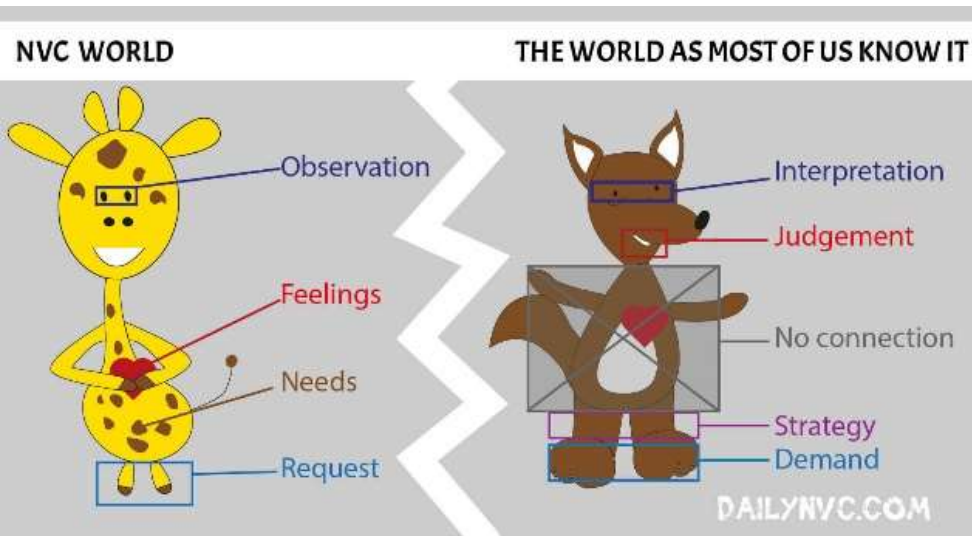 NVC WORLD
THE WORLD AS MOST OF US KNOW IT
Observation
Feelings
Needs
Request
Interpretation
Judgement
No connection
Strategy
Demand
DAILYNVC.COM